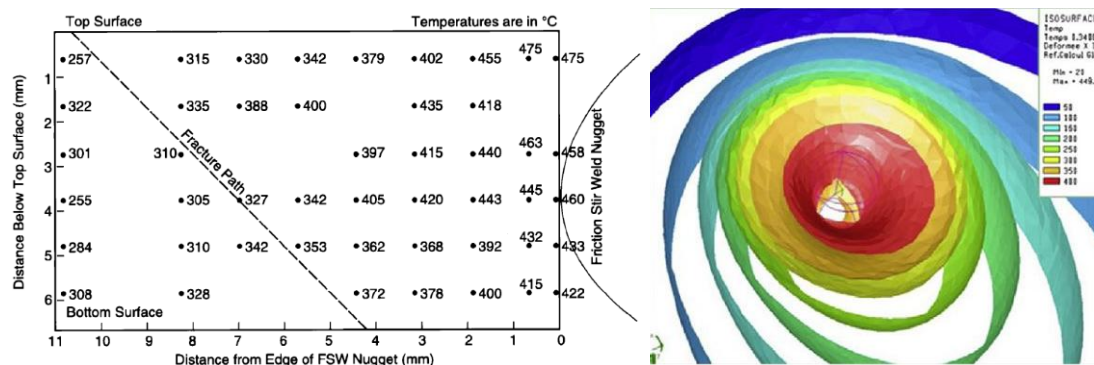 Top Surface Temperatures are in °C
475
257 315 330 342 379 402 455 475
1
322 335 388 400 435 418
2
463
301 310 397 415 440 458
3
Fracture Path
445
255 305 327 342 405 420 443 460
4
432
284 310 342 353 362 368 392 433
5
415
308 328 372 378 400 422
6
Bottom Surface
11 10 9 8 7 6 5 4 3 2 1 0
Distance from Edge of FSW Nugget (mm)
Distance Below Top Surface (mm)
Friction Stir Weld Nugget
ISOSURFACE
Temp
Deformee X
Min = 20
50
100
150
200
250
300
350
400